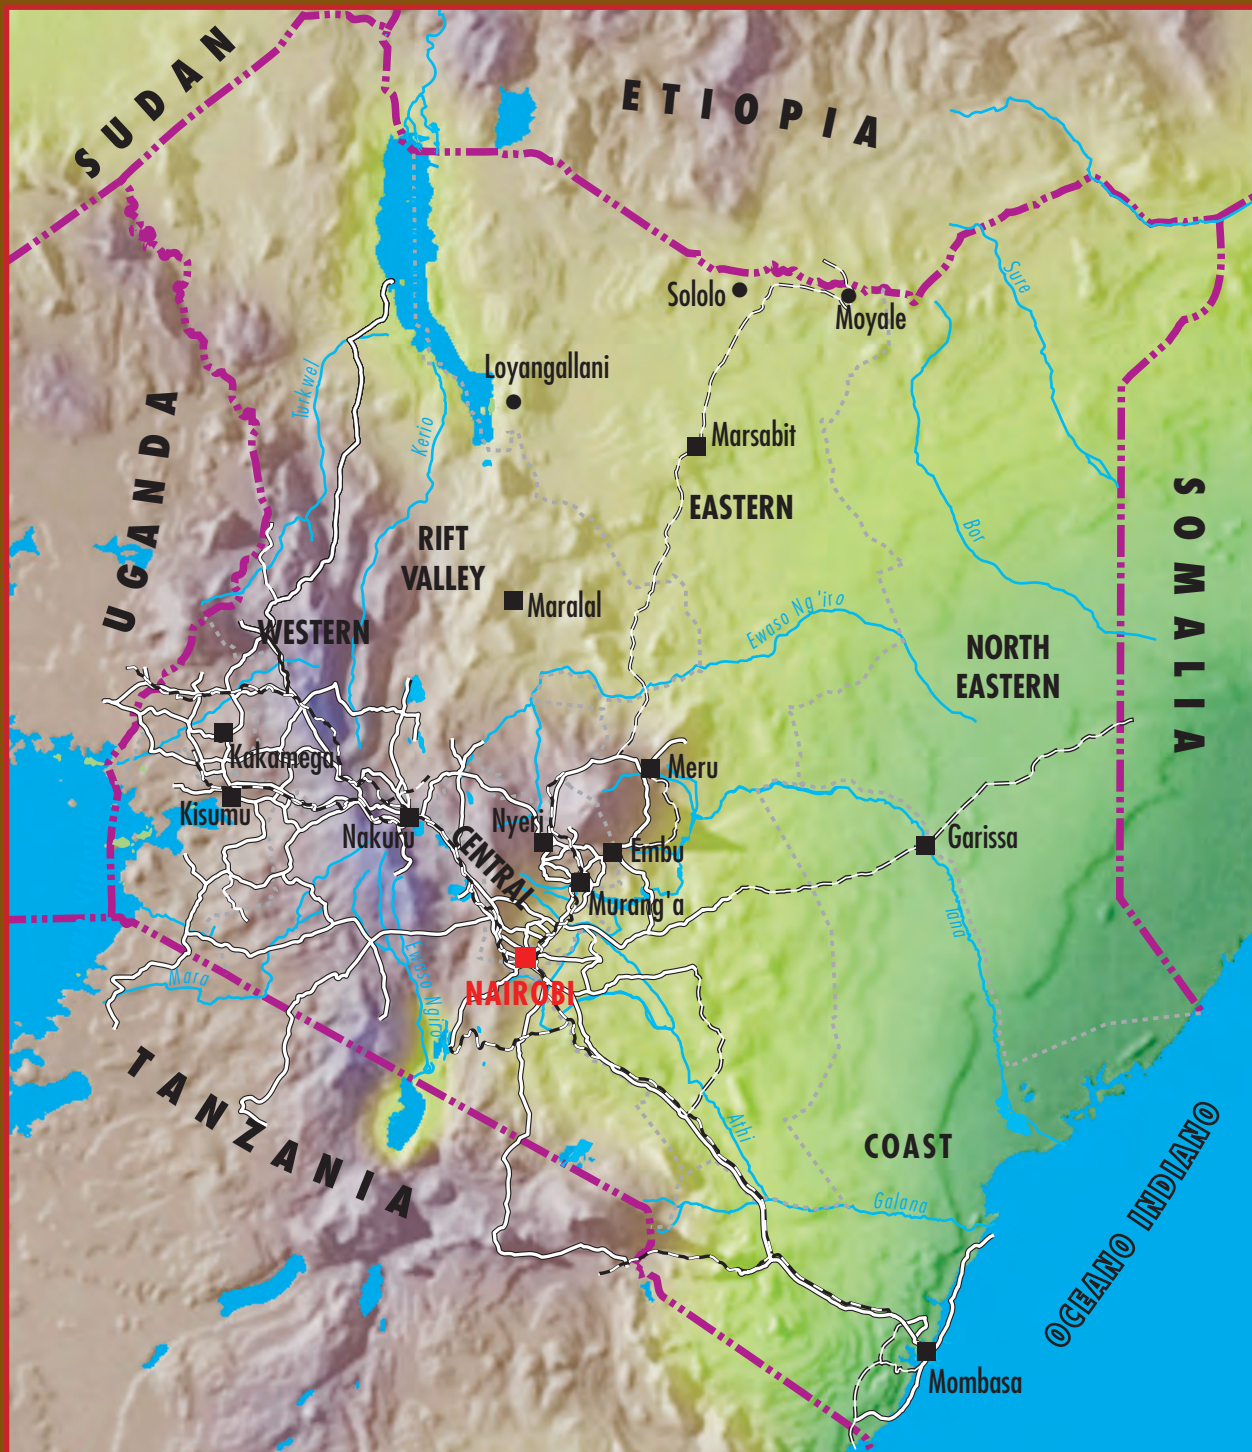 SUDAN
ETIOPIA
Sololo
Moyale
Sure
Loyangallani
Turkwel
Kerio
UGANDA
Marsabit
EASTERN
SOMALIA
Bor
RIFT
VALLEY
Maralal
Ewaso Ng'iro
WESTERN
NORTH
EASTERN
Kakamega
Meru
Kisumu
Nakuru
Nyeri
CENTRAL
Embu
Garissa
Murang'a
Tana
Mara
Ewaso Ngiro
NAIROBI
TANZANIA
Athi
COAST
Galana
OCEANO INDIANO
Mombasa